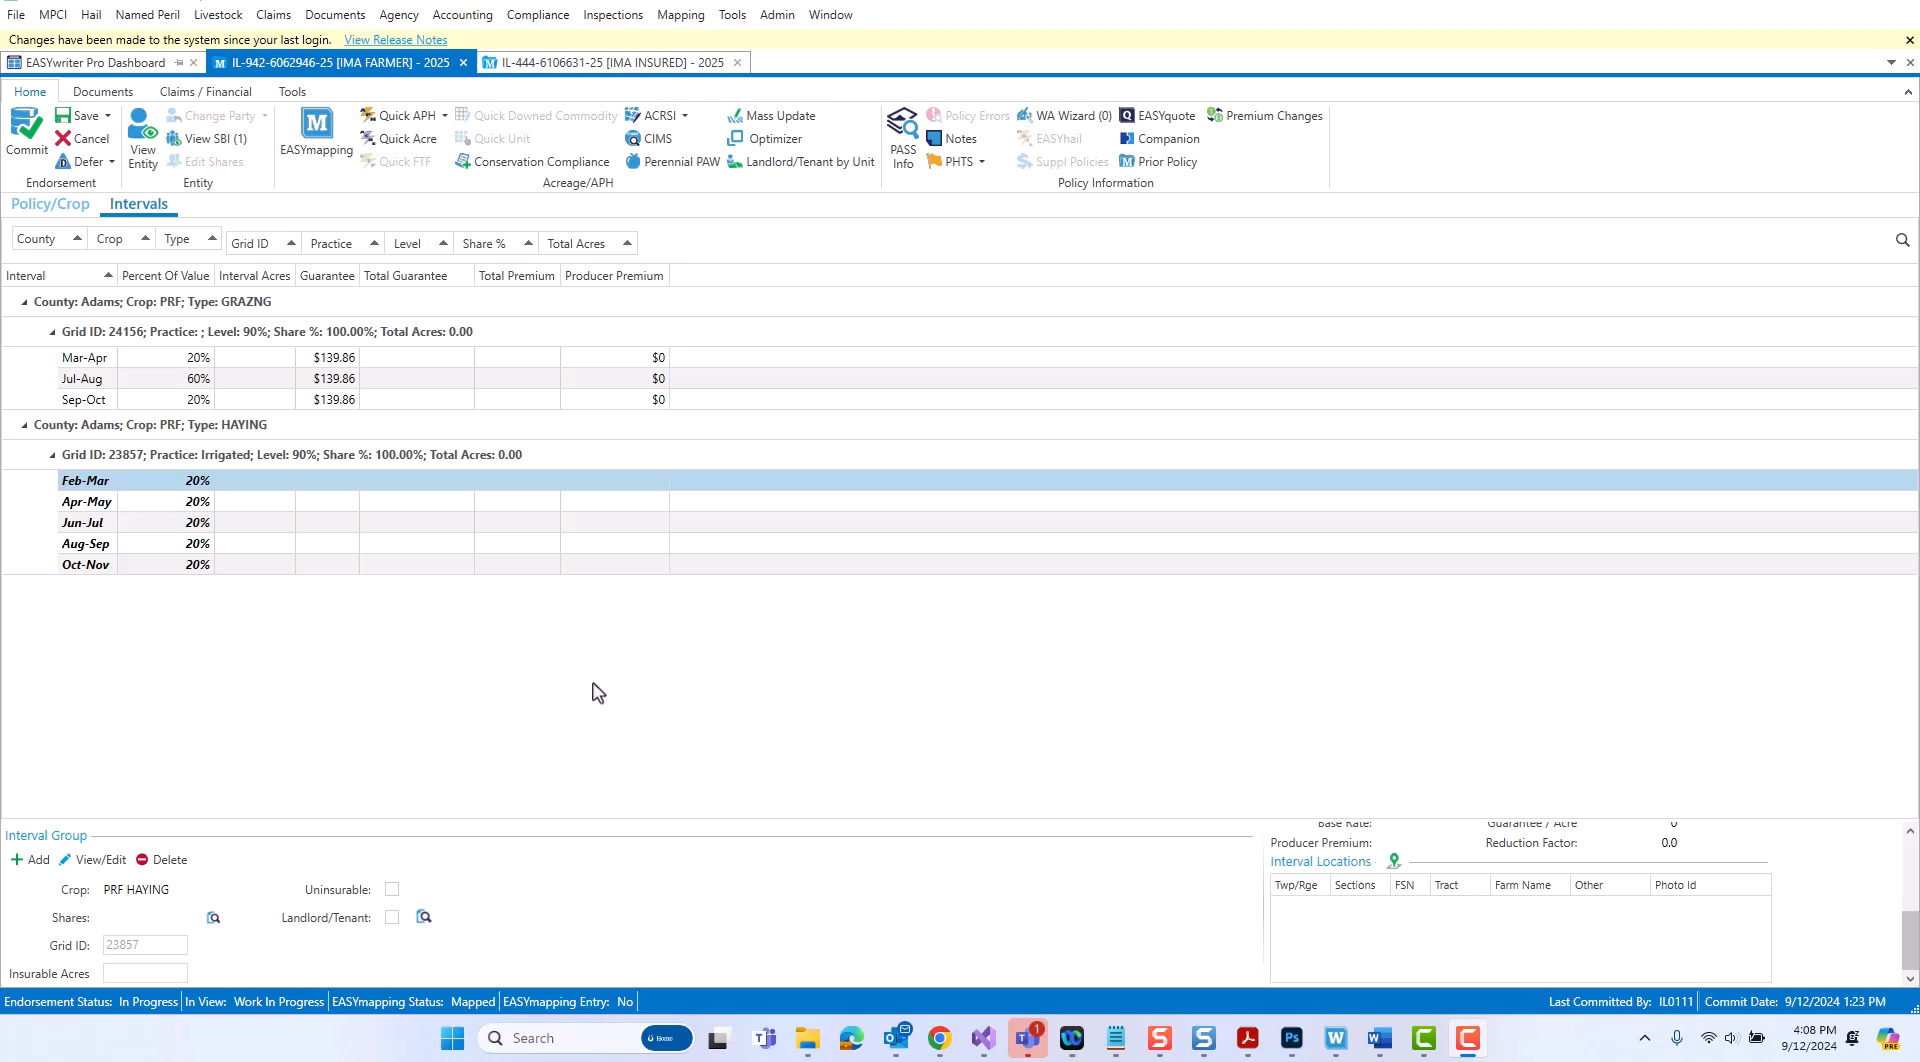 File MPCI Hail Named Peril Livestock Claims Documents Agency Accounting Compliance Inspections Mapping Tools Admin Window
Changes have been made to the system since your last login. View Release Notes
EASYwriter Pro Dashboard IL-942-6062946-25 [IMA FARMER] - 2025 IL-444-6106631-25 [IMA INSURED] - 2025
Home Documents Claims / Financial Tools
Save Change Party Quick APH Quick Downed Commodity ACRSI Mass Update Policy Errors WA Wizard (0) EASYquote Premium Changes
Commit Cancel View Entity View SBI (1) EASYmapping Quick Acre Quick Unit CIMS Optimizer PASS Info Notes EASYhail Companion
Defer Edit Shares Quick FTF Conservation Compliance Perennial PAW Landlord/Tenant by Unit PHTS Suppl Policies Prior Policy
Endorsement Entity Acreage/APH Policy Information
Policy/Crop Intervals
County Crop Type Grid ID Practice Level Share % Total Acres
Interval Percent Of Value Interval Acres Guarantee Total Guarantee Total Premium Producer Premium
County: Adams; Crop: PRF; Type: GRAZNG
Grid ID: 24156; Practice: ; Level: 90%; Share %: 100.00%; Total Acres: 0.00
Mar-Apr 20% $139.86 $0
Jul-Aug 60% $139.86 $0
Sep-Oct 20% $139.86 $0
County: Adams; Crop: PRF; Type: HAYING
Grid ID: 23857; Practice: Irrigated; Level: 90%; Share %: 100.00%; Total Acres: 0.00
Feb-Mar 20%
Apr-May 20%
Jun-Jul 20%
Aug-Sep 20%
Oct-Nov 20%
Base Rate: Guarantee / Acre 0
Interval Group Producer Premium: Reduction Factor: 0.0
Add View/Edit Delete Interval Locations
Crop: PRF HAYING Uninsurable: Twp/Rge Sections FSN Tract Farm Name Other Photo Id
Shares: Landlord/Tenant:
Grid ID: 23857
Insurable Acres
Endorsement Status: In Progress In View: Work In Progress EASYmapping Status: Mapped EASYmapping Entry: No Last Committed By: IL0111 Commit Date: 9/12/2024 1:23 PM
Search Home 1 4:08 PM
9/12/2024 PRE